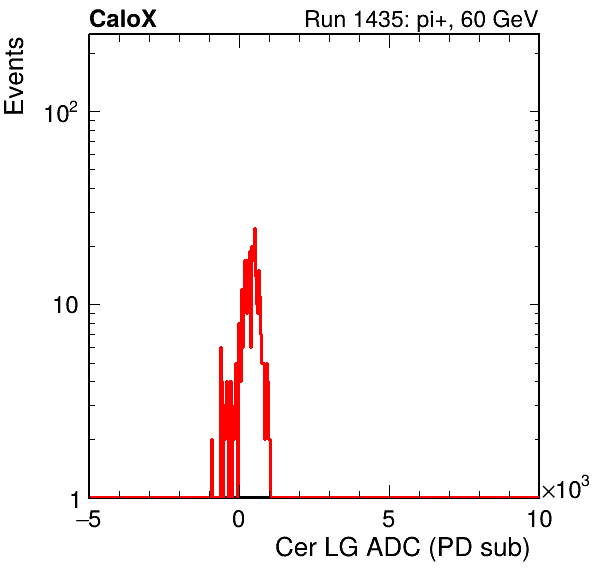 CaloX Run 1435: pi+, 60 GeV
Events
10²
10
1
−5 0 5 10
×10³
Cer LG ADC (PD sub)